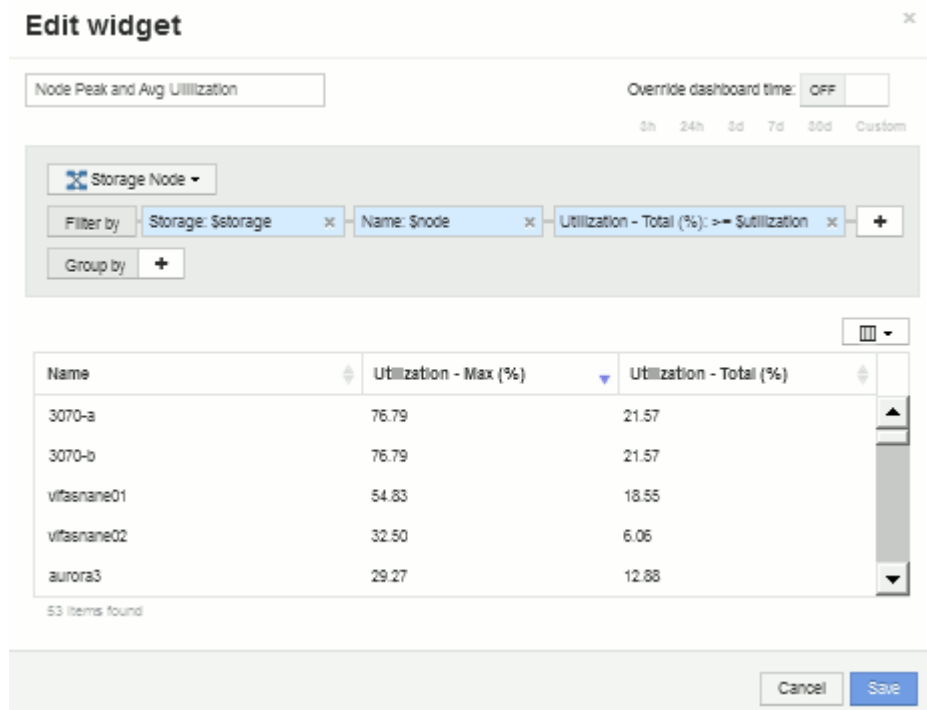 Edit widget
Node Peak and Avg Utilization
Override dashboard time: OFF
3h 24h 3d 7d 30d Custom
Storage Node
Filter by Storage: $storage Name: $node Utilization - Total (%): >= $utilization +
Group by +
Name Utilization - Max (%) Utilization - Total (%)
3070-a 76.79 21.57
3070-b 76.79 21.57
vifasnane01 54.83 18.55
vifasnane02 32.50 6.06
aurora3 29.27 12.88
53 items found
Cancel Save